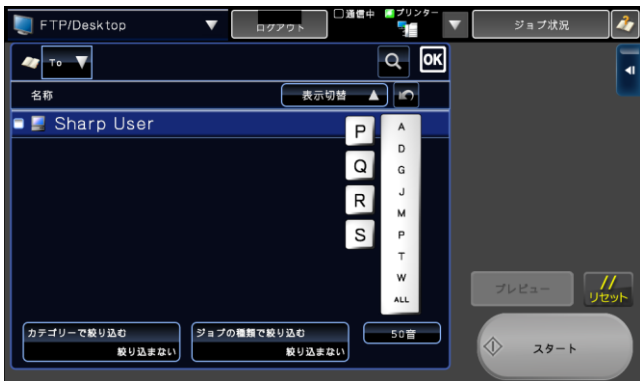 FTP/Desktop
ログアウト
通信中
プリンター
ジョブ状況
To
OK
名称
表示切替
Sharp User
P
Q
R
S
A
D
G
J
M
P
T
W
ALL
プレビュー
リセット
カテゴリーで絞り込む
絞り込まない
ジョブの種類で絞り込む
絞り込まない
50音
スタート